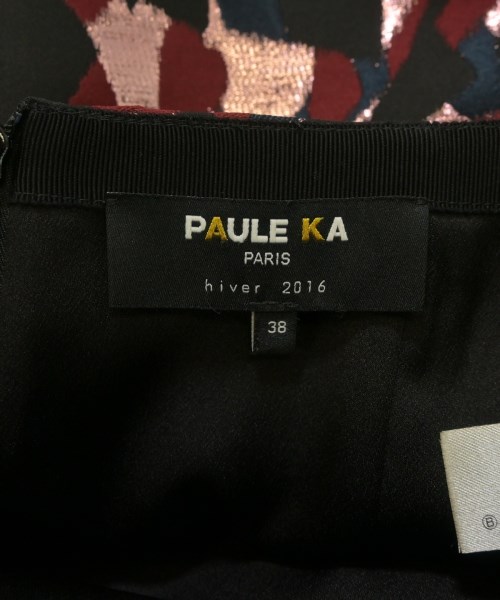 PAULE KA
PARIS
hiver 2016
38
Ⓑ